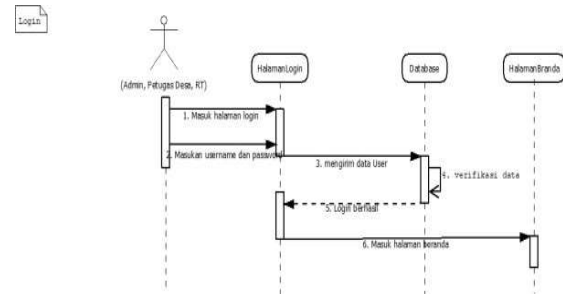 Login
HalamanLogin
Database
HalamanBranda
(Admin, Petugas Desa, RT)
1. Masuk halaman login
2. Masukan username dan password
3. mengirim data User
4. verifikasi data
5. Login berhasil
6. Masuk halaman beranda